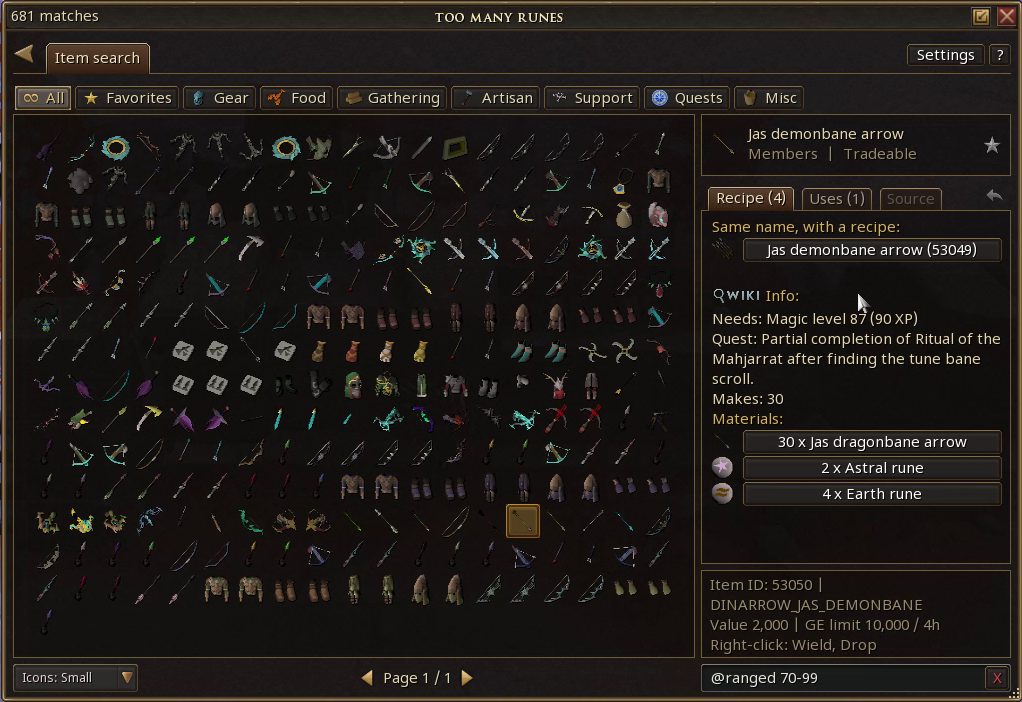 681 matches
TOO MANY RUNES
Item search
Settings
?
All
Favorites
Gear
Food
Gathering
Artisan
Support
Quests
Misc
Jas demonbane arrow
Members | Tradeable
Recipe (4)
Uses (1)
Source
Same name, with a recipe:
Jas demonbane arrow (53049)
WIKI Info:
Needs: Magic level 87 (90 XP)
Quest: Partial completion of Ritual of the
Mahjarrat after finding the tune bane
scroll.
Makes: 30
Materials:
30 x Jas dragonbane arrow
2 x Astral rune
4 x Earth rune
Item ID: 53050 |
DINARROW_JAS_DEMONBANE
Value 2,000 | GE limit 10,000 / 4h
Right-click: Wield, Drop
Icons: Small
Page 1 / 1
@ranged 70-99
X